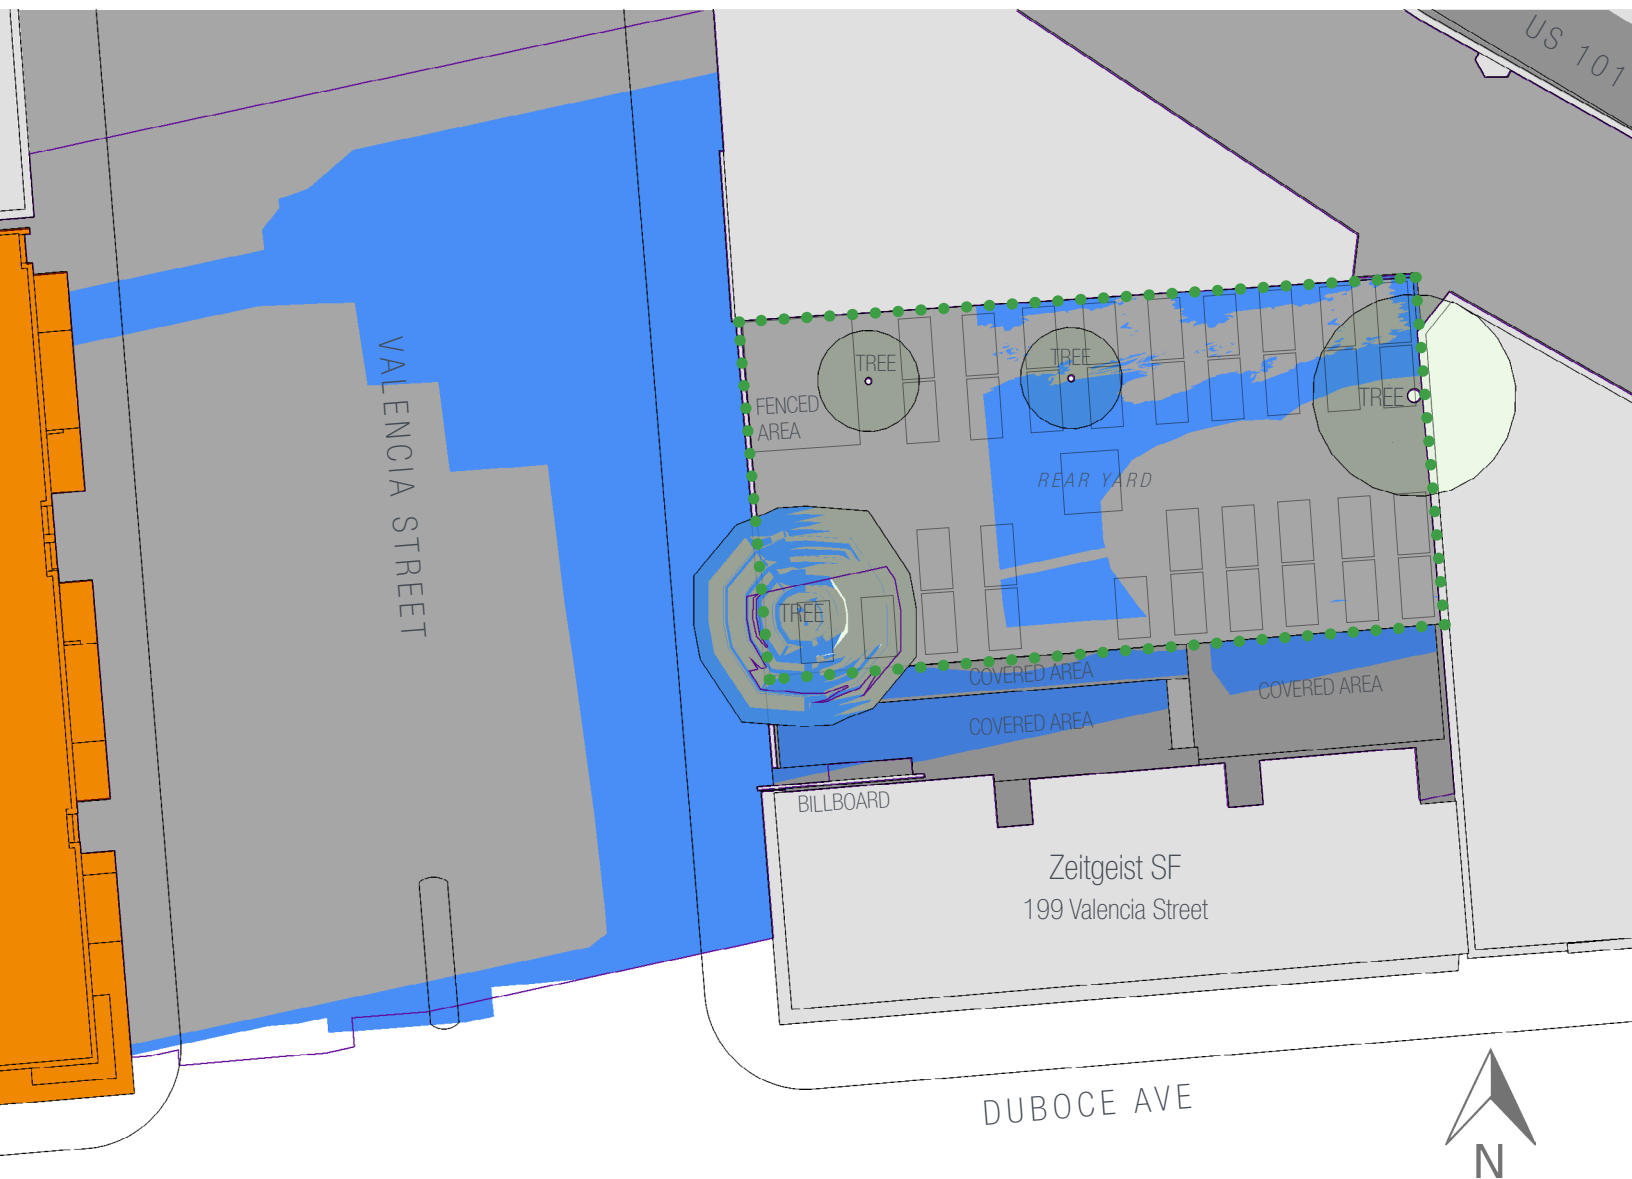 US 101
VALENCIA STREET
TREE
TREE
TREE
FENCED
AREA
REAR YARD
TREE
COVERED AREA
COVERED AREA
COVERED AREA
BILLBOARD
Zeitgeist SF
199 Valencia Street
DUBOCE AVE
N